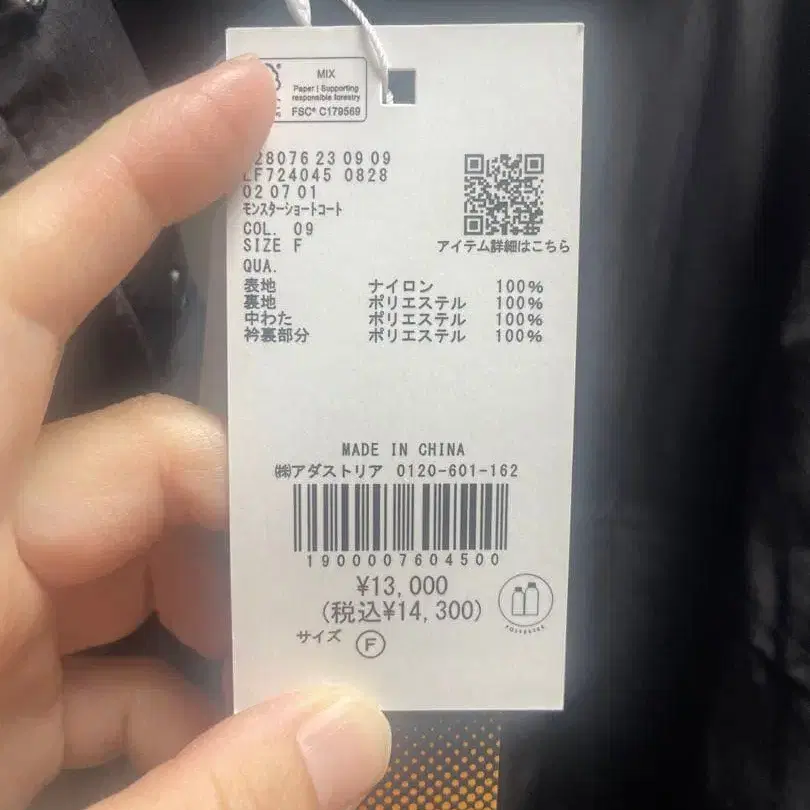 MIX
Paper | Supporting
responsible forestry
FSC® C179569
28076 23 09 09
LF724045 0828
02 07 01
モンスターショートコート
COL. 09
SIZE F
アイテム詳細はこちら
QUA.
表地 ナイロン 100%
裏地 ポリエステル 100%
中わた ポリエステル 100%
衿裏部分 ポリエステル 100%
MADE IN CHINA
㈱アダストリア 0120-601-162
1900007604500
¥13,000
(税込¥14,300)
サイズ F